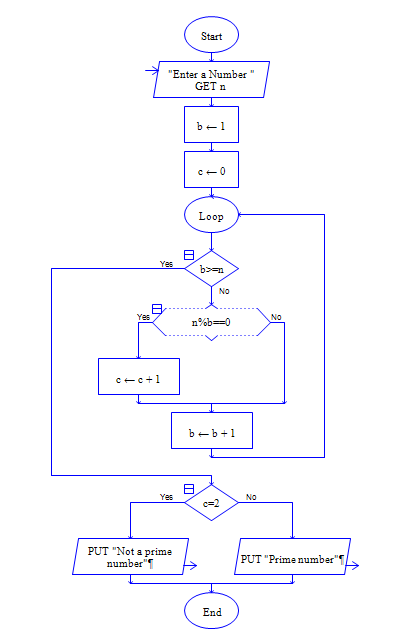 Start
"Enter a Number "
GET n
b ← 1
c ← 0
Loop
Yes
b>=n
No
Yes
n%b==0
No
c ← c + 1
b ← b + 1
Yes
c=2
No
PUT "Not a prime
number"¶
PUT "Prime number"¶
End